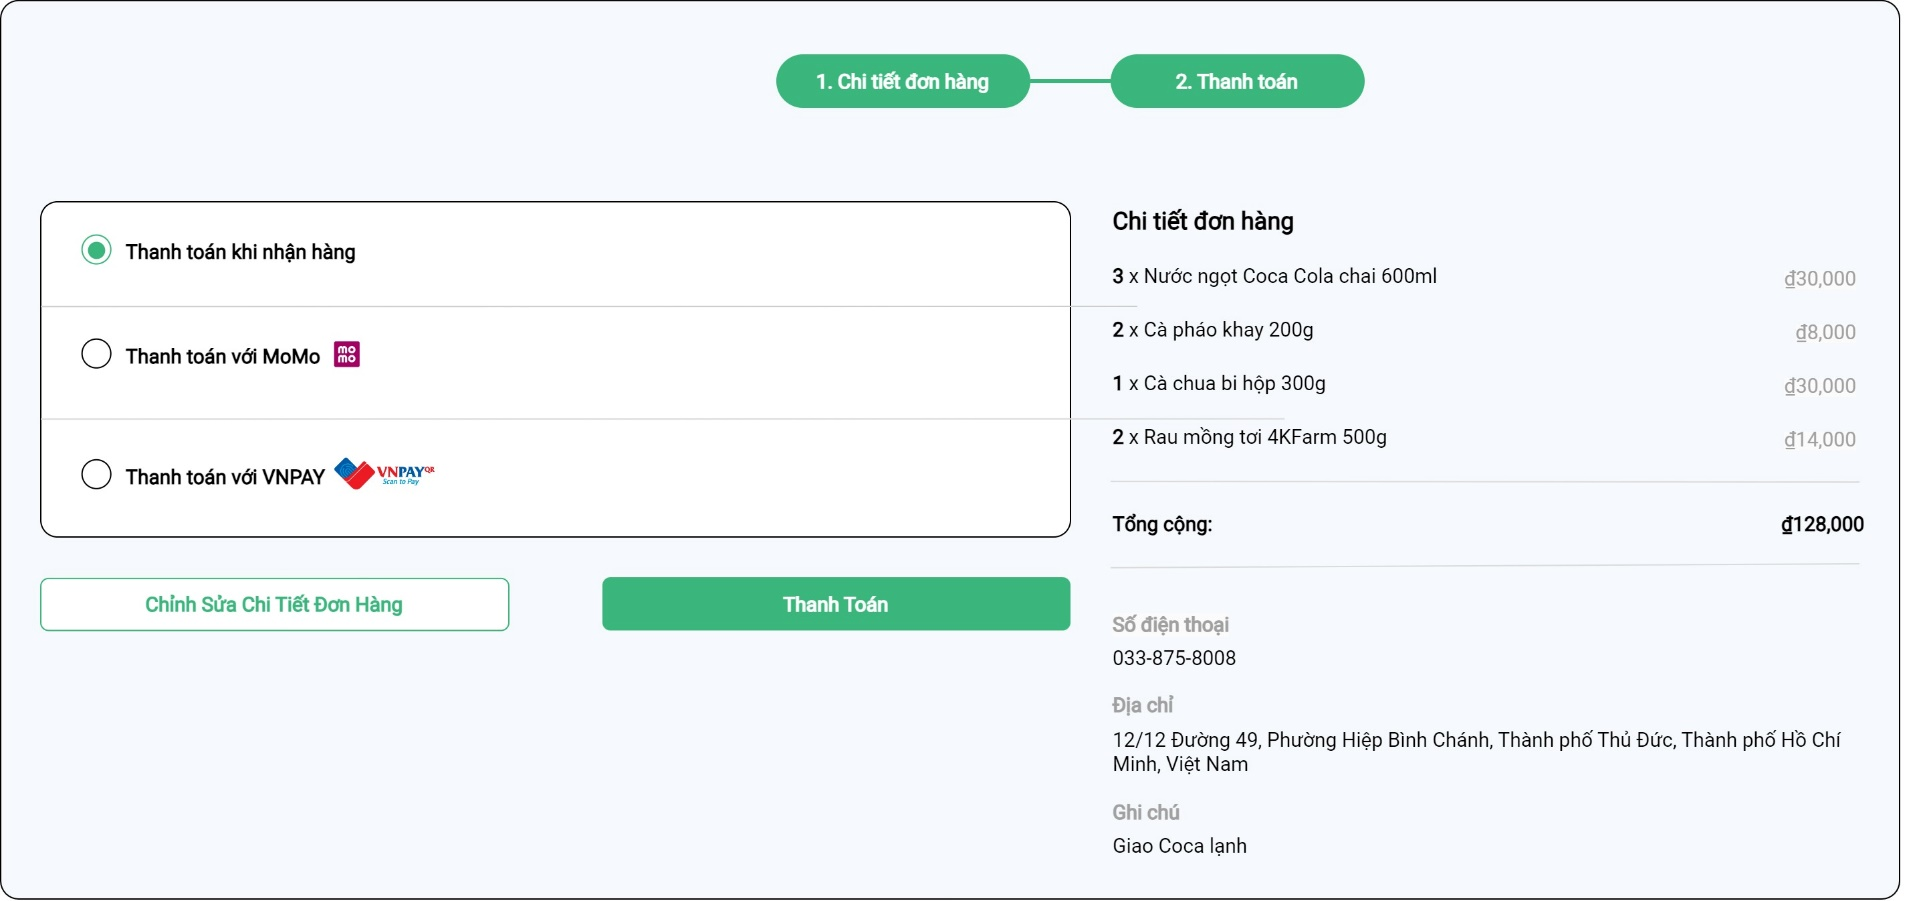 1. Chi tiết đơn hàng
2. Thanh toán
Thanh toán khi nhận hàng
Thanh toán với MoMo
mo
mo
Thanh toán với VNPAY
VNPAYQR
Scan to Pay
Chỉnh Sửa Chi Tiết Đơn Hàng
Thanh Toán
Chi tiết đơn hàng
3 x Nước ngọt Coca Cola chai 600ml
₫30,000
2 x Cà pháo khay 200g
₫8,000
1 x Cà chua bi hộp 300g
₫30,000
2 x Rau mồng tơi 4KFarm 500g
₫14,000
Tổng cộng:
₫128,000
Số điện thoại
033-875-8008
Địa chỉ
12/12 Đường 49, Phường Hiệp Bình Chánh, Thành phố Thủ Đức, Thành phố Hồ Chí
Minh, Việt Nam
Ghi chú
Giao Coca lạnh